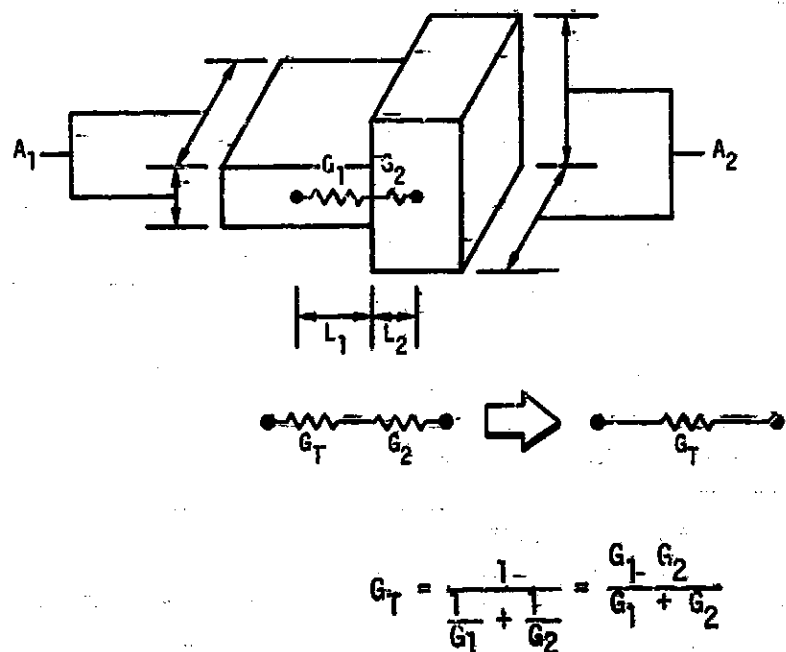 A1
A2
G1 G2
L1 L2
GT G2
GT
GT = 1 / (1/G1 + 1/G2) = G1 G2 / (G1 + G2)